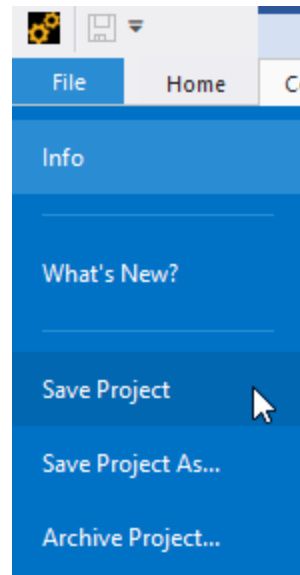 File Home
Info
What's New?
Save Project
Save Project As...
Archive Project...